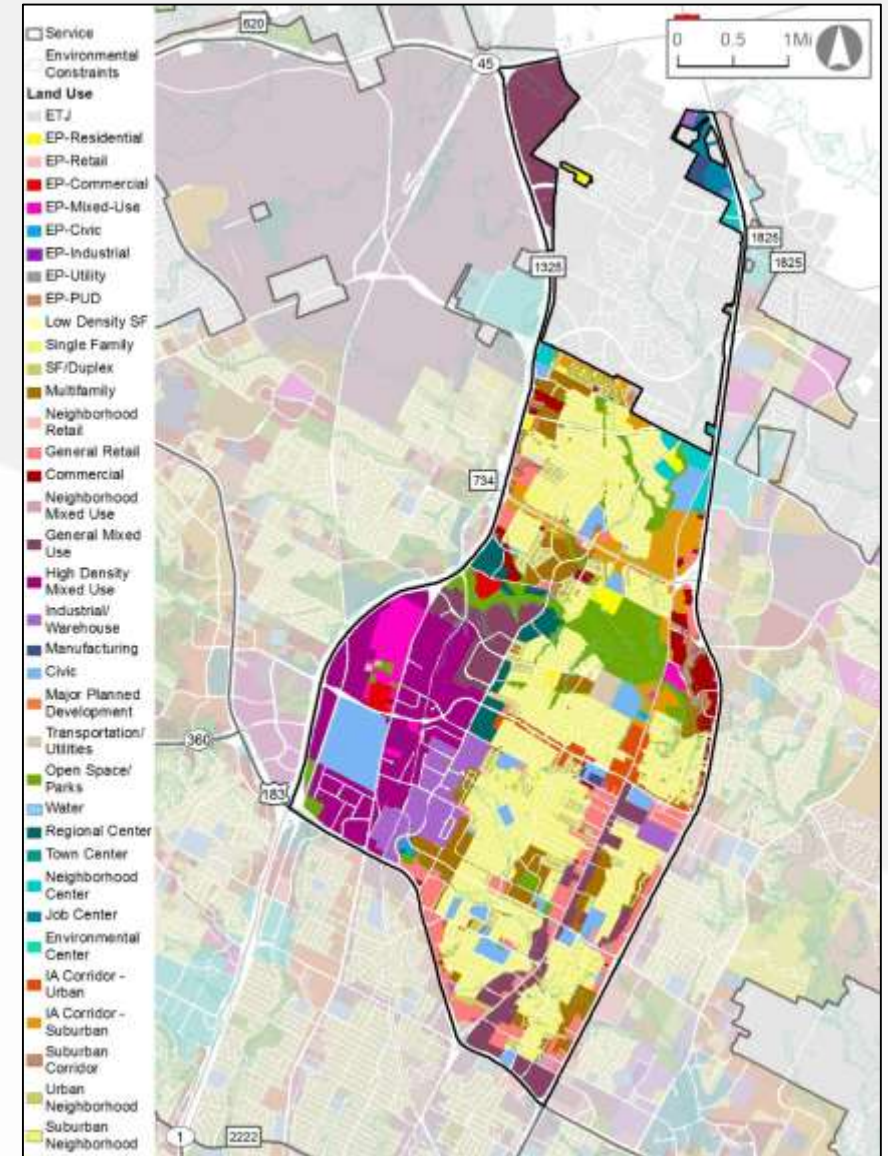 Service
Environmental
Constraints
Land Use
ETJ
EP-Residential
EP-Retail
EP-Commercial
EP-Mixed-Use
EP-Civic
EP-Industrial
EP-Utility
EP-PUD
Low Density SF
Single Family
SF/Duplex
Multifamily
Neighborhood
Retail
General Retail
Commercial
Neighborhood
Mixed Use
General Mixed
Use
High Density
Mixed Use
Industrial/
Warehouse
Manufacturing
Civic
Major Planned
Development
Transportation/
Utilities
Open Space/
Parks
Water
Regional Center
Town Center
Neighborhood
Center
Job Center
Environmental
Center
IA Corridor -
Urban
IA Corridor -
Suburban
Suburban
Corridor
Urban
Neighborhood
Suburban
Neighborhood
620
45
0 0.5 1Mi
1825
1825
1325
734
360
183
1
2222